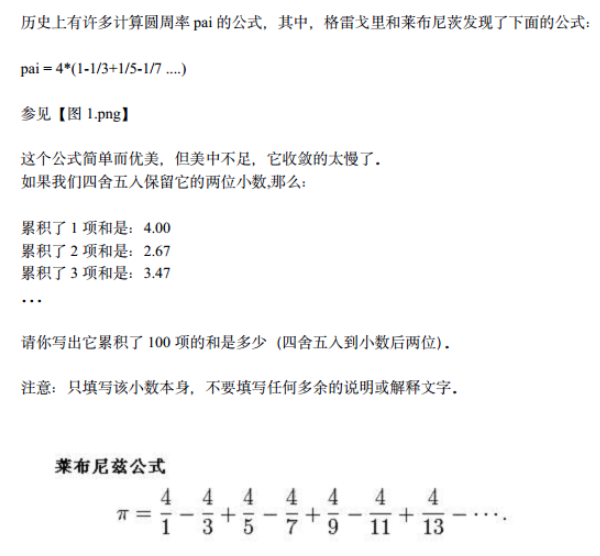 历史上有许多计算圆周率 pai 的公式，其中，格雷戈里和莱布尼茨发现了下面的公式：
pai = 4*(1-1/3+1/5-1/7 ....)
参见【图 1.png】
这个公式简单而优美，但美中不足，它收敛的太慢了．
如果我们四舍五入保留它的两位小数,那么：
累积了 1 项和是：4.00
累积了 2 项和是：2.67
累积了 3 项和是：3.47
...
请你写出它累积了 100 项的和是多少（四舍五入到小数后两位）．
注意：只填写该小数本身，不要填写任何多余的说明或解释文字．
莱布尼兹公式
π = 4/1 − 4/3 + 4/5 − 4/7 + 4/9 − 4/11 + 4/13 − ⋯.